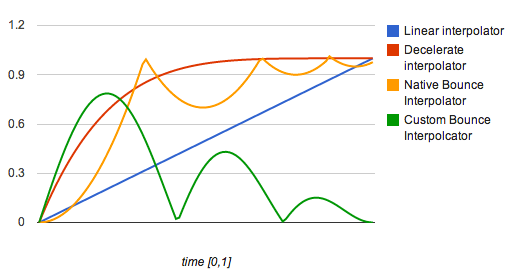 1.2
0.9
0.6
0.3
0
time [0,1]
Linear interpolator
Decelerate
interpolator
Native Bounce
Interpolator
Custom Bounce
Interpolcator